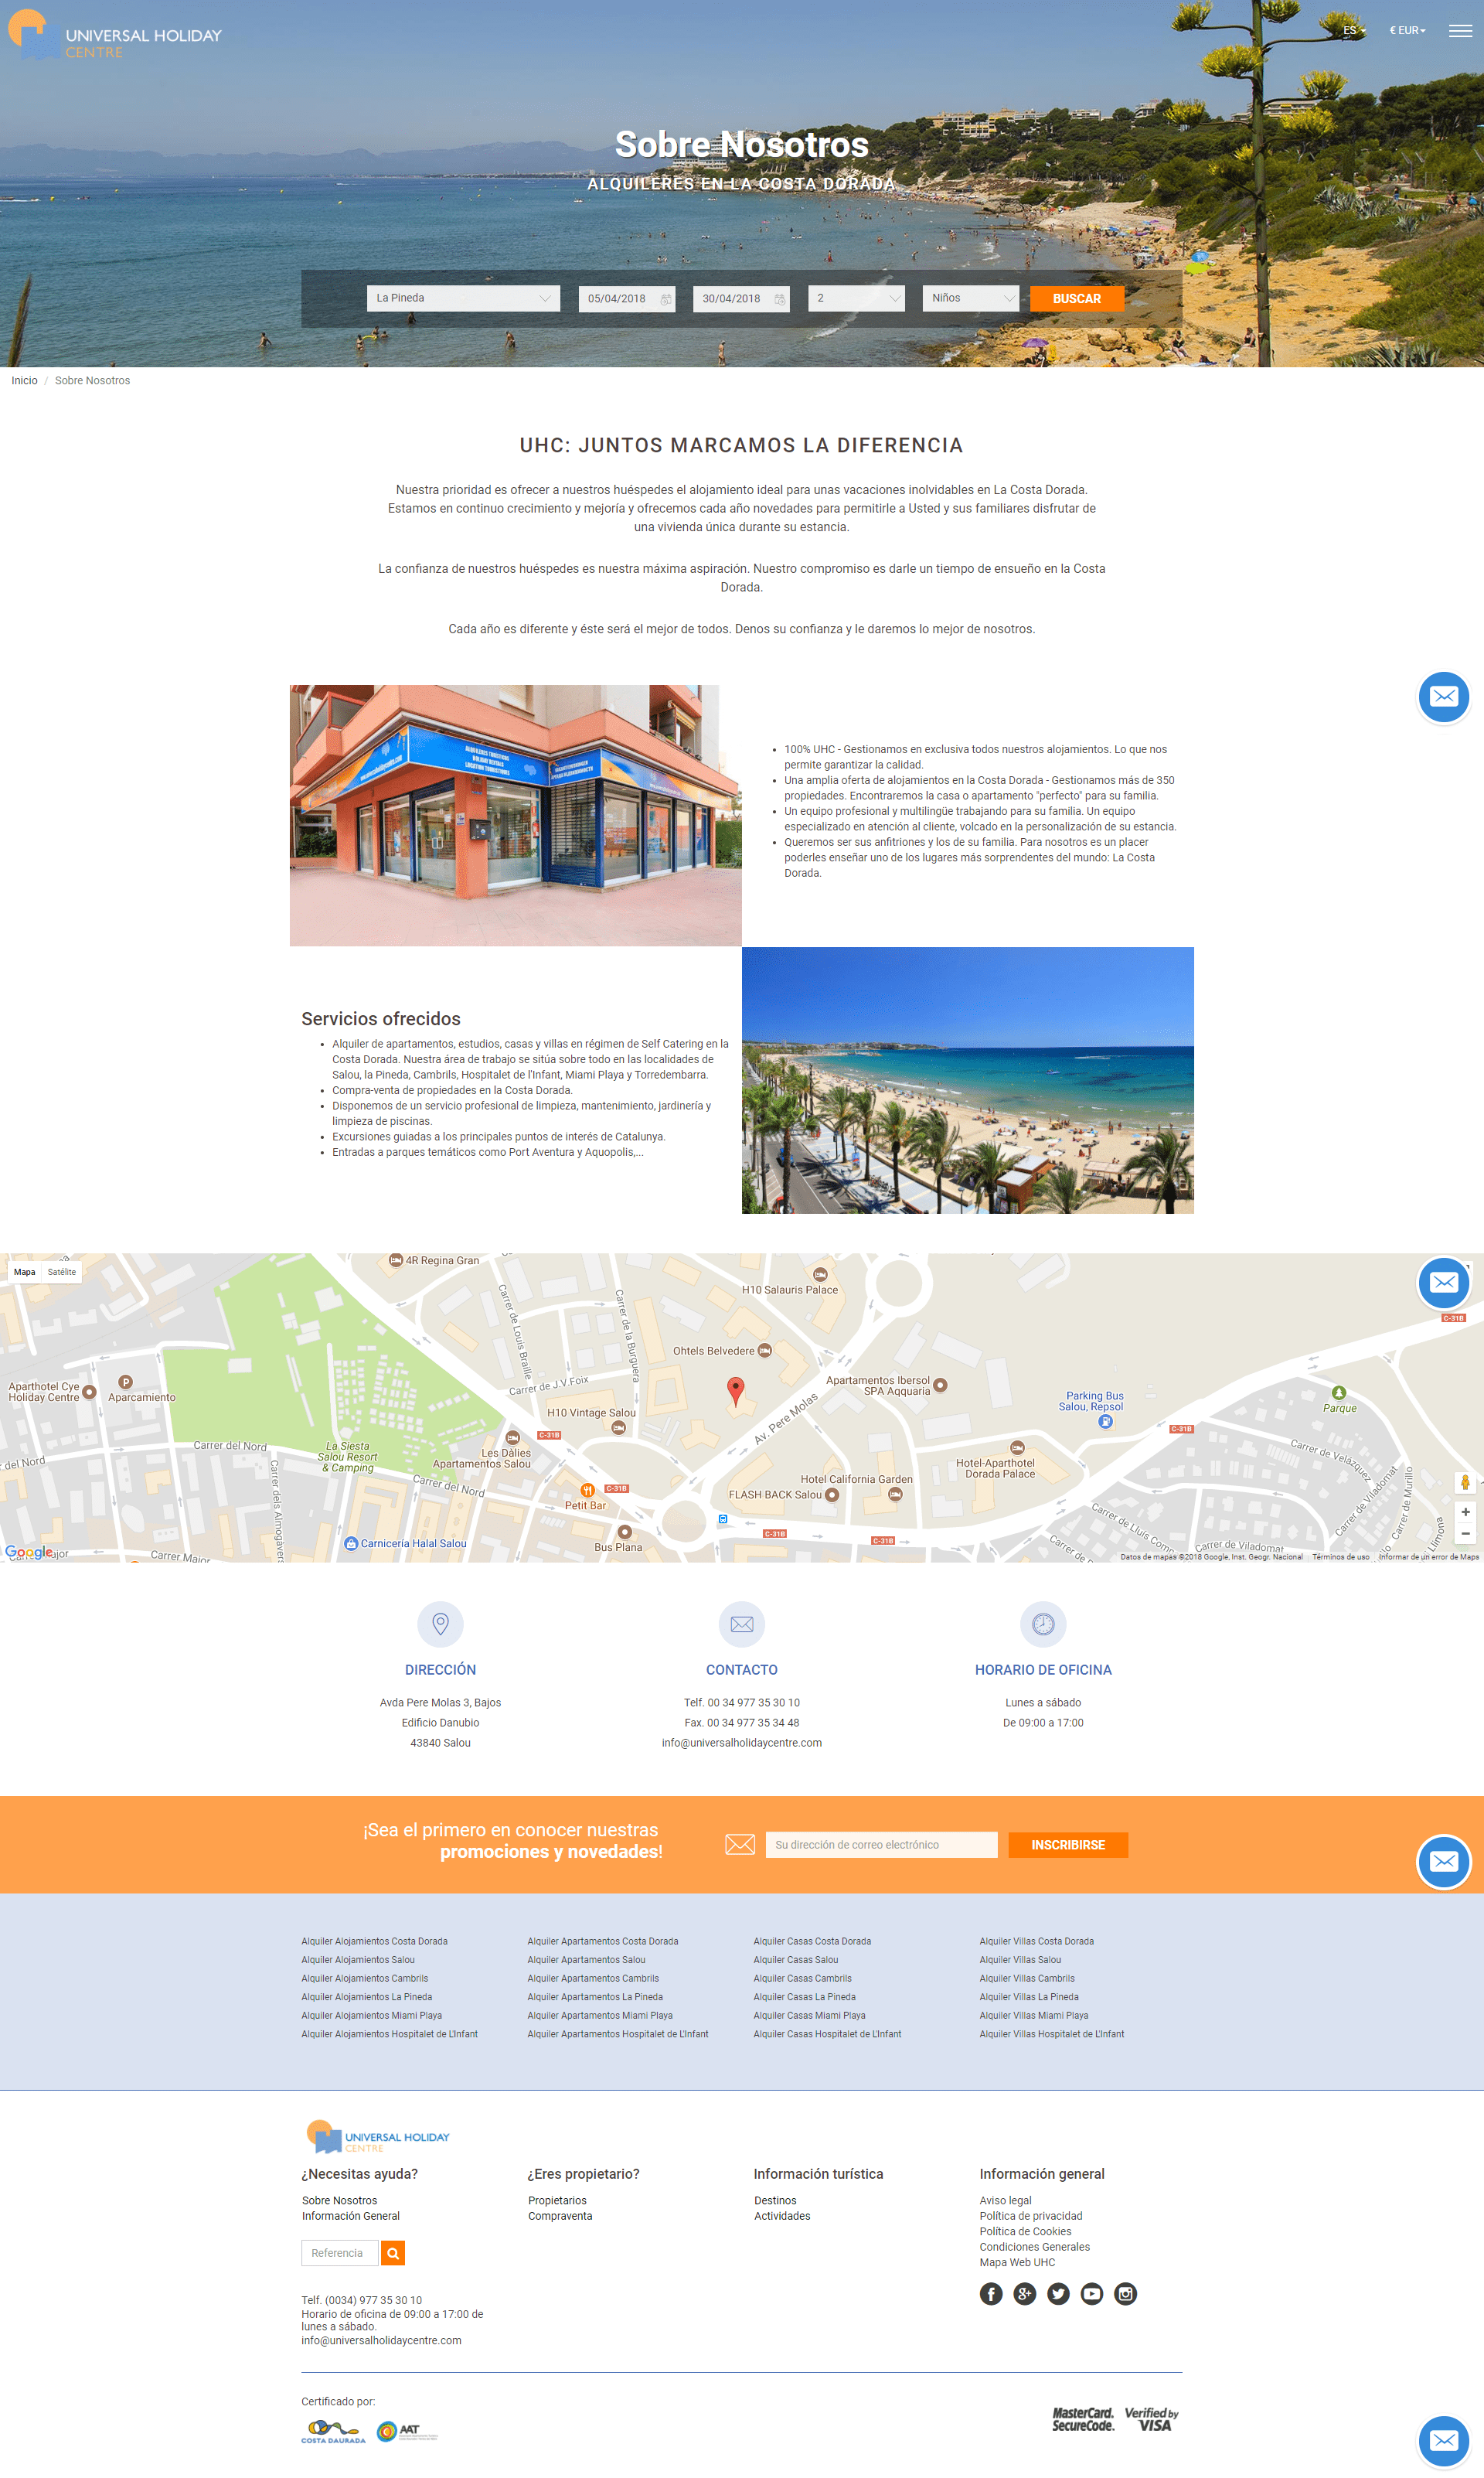 UNIVERSAL HOLIDAY
CENTRE
ES
€ EUR
Sobre Nosotros
ALQUILERES EN LA COSTA DORADA
La Pineda
05/04/2018
30/04/2018
2
Niños
BUSCAR
Inicio / Sobre Nosotros
UHC: JUNTOS MARCAMOS LA DIFERENCIA
Nuestra prioridad es ofrecer a nuestros huéspedes el alojamiento ideal para unas vacaciones inolvidables en La Costa Dorada.
Estamos en continuo crecimiento y mejoría y ofrecemos cada año novedades para permitirle a Usted y sus familiares disfrutar de
una vivienda única durante su estancia.
La confianza de nuestros huéspedes es nuestra máxima aspiración. Nuestro compromiso es darle un tiempo de ensueño en la Costa
Dorada.
Cada año es diferente y éste será el mejor de todos. Denos su confianza y le daremos lo mejor de nosotros.
ALQUILERES TURÍSTICOS
HOLIDAY RENTALS
LOCATION TOURISTIQUES
100% UHC - Gestionamos en exclusiva todos nuestros alojamientos. Lo que nos
permite garantizar la calidad.
Una amplia oferta de alojamientos en la Costa Dorada - Gestionamos más de 350
propiedades. Encontraremos la casa o apartamento "perfecto" para su familia.
Un equipo profesional y multilingüe trabajando para su familia. Un equipo
especializado en atención al cliente, volcado en la personalización de su estancia.
Queremos ser sus anfitriones y los de su familia. Para nosotros es un placer
poderles enseñar uno de los lugares más sorprendentes del mundo: La Costa
Dorada.
Servicios ofrecidos
Alquiler de apartamentos, estudios, casas y villas en régimen de Self Catering en la
Costa Dorada. Nuestra área de trabajo se sitúa sobre todo en las localidades de
Salou, la Pineda, Cambrils, Hospitalet de l'Infant, Miami Playa y Torredembarra.
Compra-venta de propiedades en la Costa Dorada.
Disponemos de un servicio profesional de limpieza, mantenimiento, jardinería y
limpieza de piscinas.
Excursiones guiadas a los principales puntos de interés de Catalunya.
Entradas a parques temáticos como Port Aventura y Aquopolis,...
Mapa
Satélite
4R Regina Gran
H10 Salauris Palace
C-31B
Carrer de Louis Braille
Carrer de la Burguera
Ohtels Belvedere
Aparthotel Cye
Holiday Centre
P
Aparcamiento
Carrer de J.V.Foix
Apartamentos Ibersol
SPA Aqquaria
Parking Bus
Salou, Repsol
Parque
H10 Vintage Salou
Av. Pere Molas
C-31B
C-31B
Carrer del Nord
La Siesta
Salou Resort
& Camping
Les Dàlies
Apartamentos Salou
Carrer de Velázquez
er del Nord
Hotel-Aparthotel
Dorada Palace
Carrer dels Almogàvers
Carrer del Nord
C-31B
Hotel California Garden
FLASH BACK Salou
Petit Bar
Carrer de Viladomat
Carrer de Murillo
Carrer de Lluís Com
Llimona
C-31B
C-31B
Carnicería Halal Salou
Bus Plana
Carrer de Viladomat
Carrer de
Google
ajor
Carrer Major
Datos de mapas ©2018 Google, Inst. Geogr. Nacional
Términos de uso
Informar de un error de Maps
DIRECCIÓN
Avda Pere Molas 3, Bajos
Edificio Danubio
43840 Salou
CONTACTO
Telf. 00 34 977 35 30 10
Fax. 00 34 977 35 34 48
info@universalholidaycentre.com
HORARIO DE OFICINA
Lunes a sábado
De 09:00 a 17:00
¡Sea el primero en conocer nuestras
promociones y novedades!
Su dirección de correo electrónico
INSCRIBIRSE
Alquiler Alojamientos Costa Dorada
Alquiler Alojamientos Salou
Alquiler Alojamientos Cambrils
Alquiler Alojamientos La Pineda
Alquiler Alojamientos Miami Playa
Alquiler Alojamientos Hospitalet de L'Infant
Alquiler Apartamentos Costa Dorada
Alquiler Apartamentos Salou
Alquiler Apartamentos Cambrils
Alquiler Apartamentos La Pineda
Alquiler Apartamentos Miami Playa
Alquiler Apartamentos Hospitalet de L'Infant
Alquiler Casas Costa Dorada
Alquiler Casas Salou
Alquiler Casas Cambrils
Alquiler Casas La Pineda
Alquiler Casas Miami Playa
Alquiler Casas Hospitalet de L'Infant
Alquiler Villas Costa Dorada
Alquiler Villas Salou
Alquiler Villas Cambrils
Alquiler Villas La Pineda
Alquiler Villas Miami Playa
Alquiler Villas Hospitalet de L'Infant
UNIVERSAL HOLIDAY
CENTRE
¿Necesitas ayuda?
Sobre Nosotros
Información General
Referencia
Telf. (0034) 977 35 30 10
Horario de oficina de 09:00 a 17:00 de
lunes a sábado.
info@universalholidaycentre.com
¿Eres propietario?
Propietarios
Compraventa
Información turística
Destinos
Actividades
Información general
Aviso legal
Política de privacidad
Política de Cookies
Condiciones Generales
Mapa Web UHC
Certificado por:
COSTA DAURADA
AAT
MasterCard.
SecureCode.
Verified by
VISA